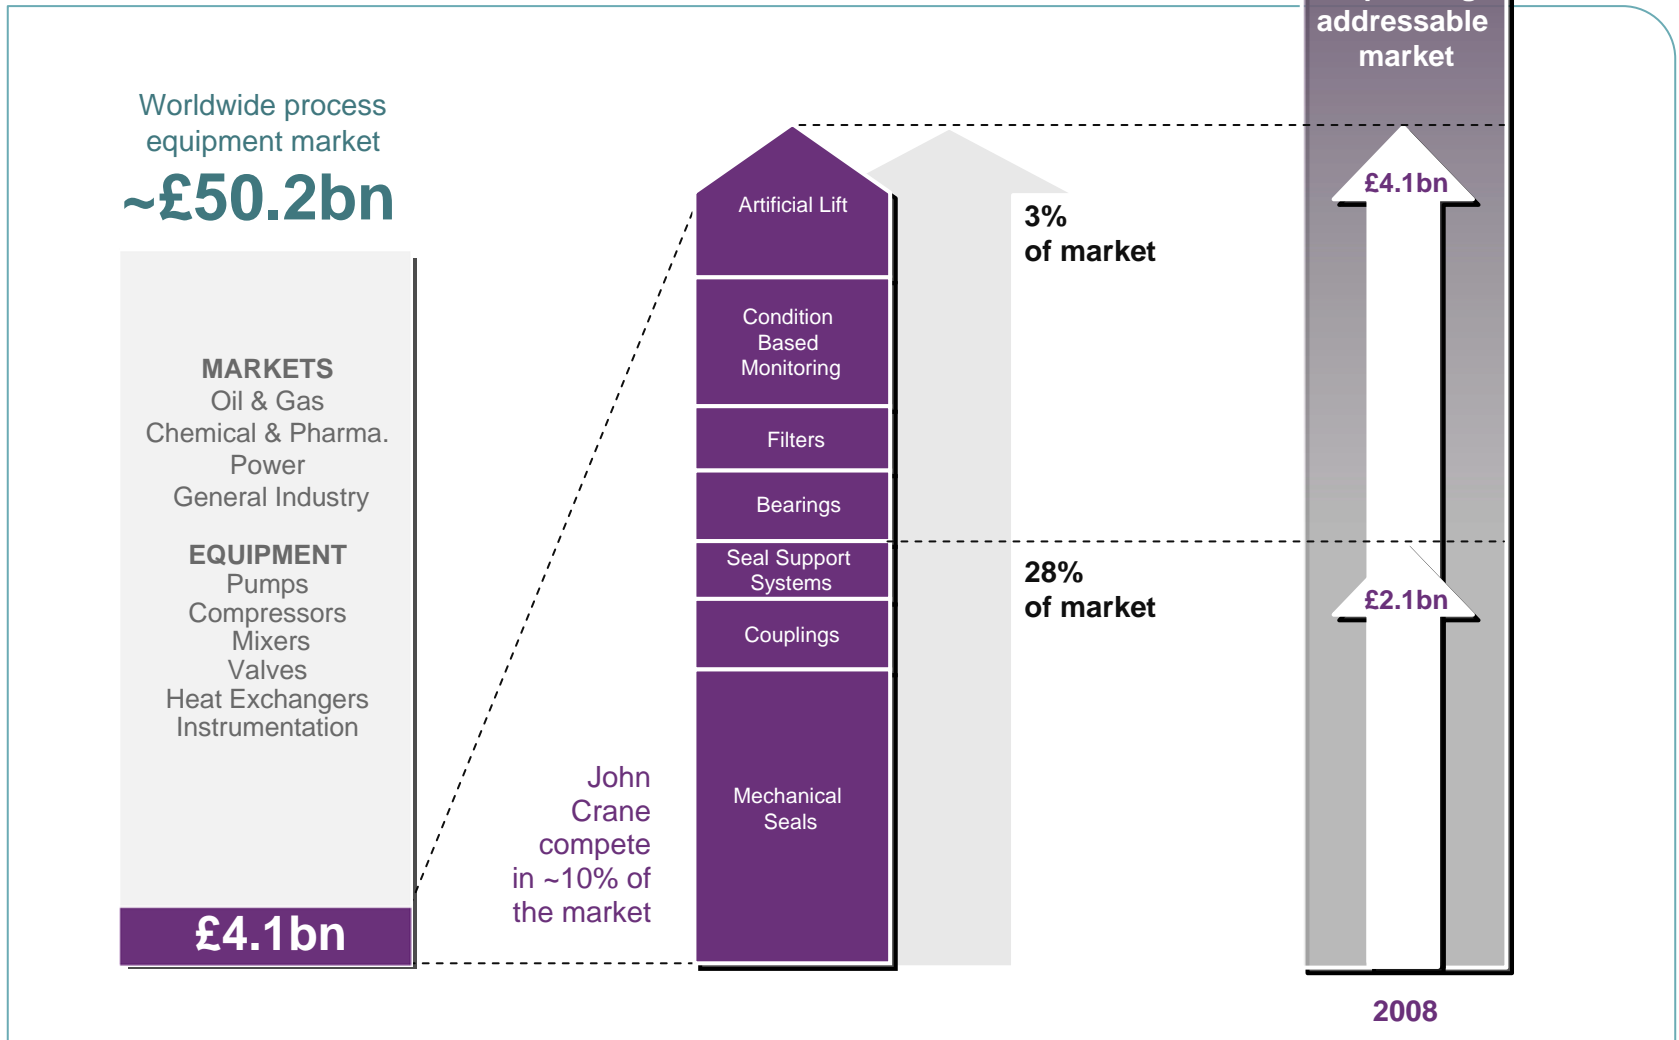 addressable
market
Worldwide process
equipment market
~£50.2bn
MARKETS
Oil & Gas
Chemical & Pharma.
Power
General Industry
EQUIPMENT
Pumps
Compressors
Mixers
Valves
Heat Exchangers
Instrumentation
£4.1bn
John
Crane
compete
in ~10% of
the market
Artificial Lift
Condition
Based
Monitoring
Filters
Bearings
Seal Support
Systems
Couplings
Mechanical
Seals
3%
of market
28%
of market
£4.1bn
£2.1bn
2008